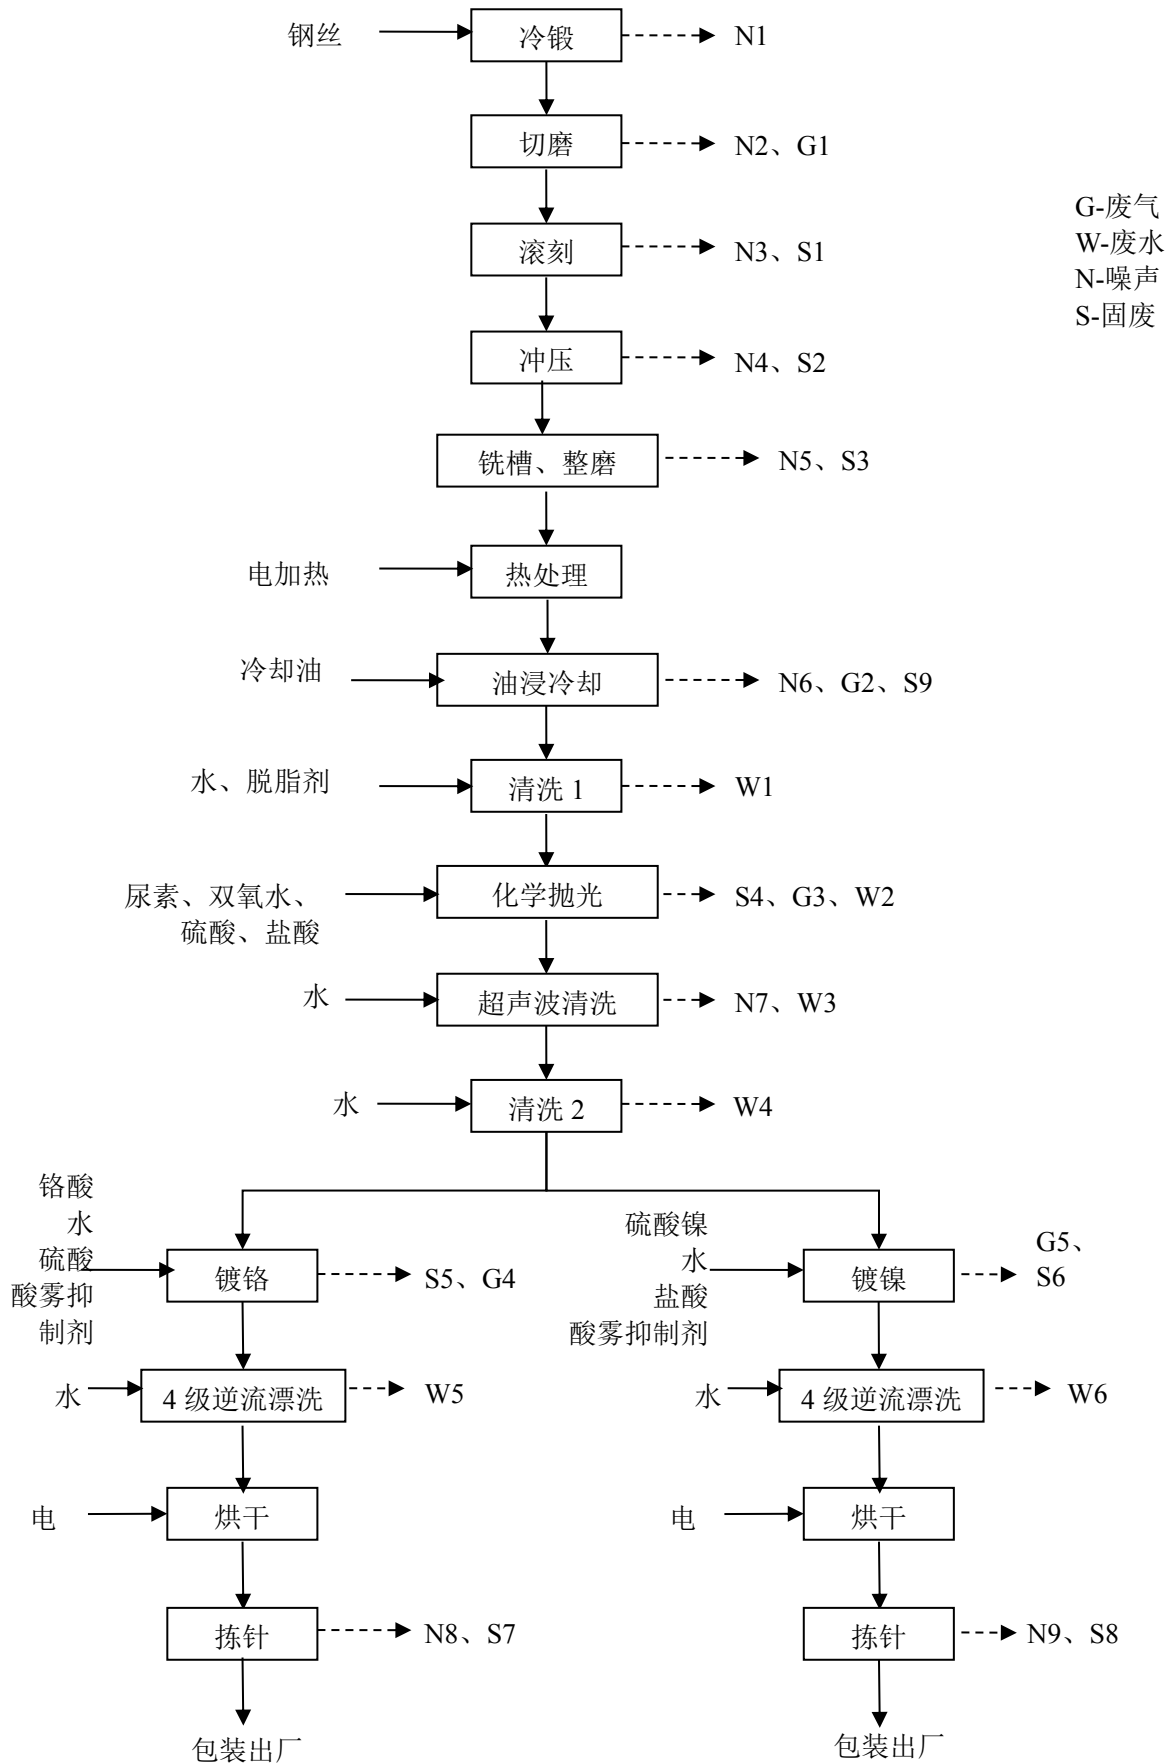 钢丝
冷锻
N1
切磨
N2、G1
G-废气
W-废水
N-噪声
S-固废
滚刻
N3、S1
冲压
N4、S2
铣槽、整磨
N5、S3
电加热
热处理
冷却油
油浸冷却
N6、G2、S9
水、脱脂剂
清洗 1
W1
尿素、双氧水、
硫酸、盐酸
化学抛光
S4、G3、W2
水
超声波清洗
N7、W3
水
清洗 2
W4
铬酸
水
硫酸
酸雾抑
制剂
镀铬
S5、G4
硫酸镍
水
盐酸
酸雾抑制剂
镀镍
G5、
S6
水
4 级逆流漂洗
W5
水
4 级逆流漂洗
W6
电
烘干
电
烘干
拣针
N8、S7
拣针
N9、S8
包装出厂
包装出厂